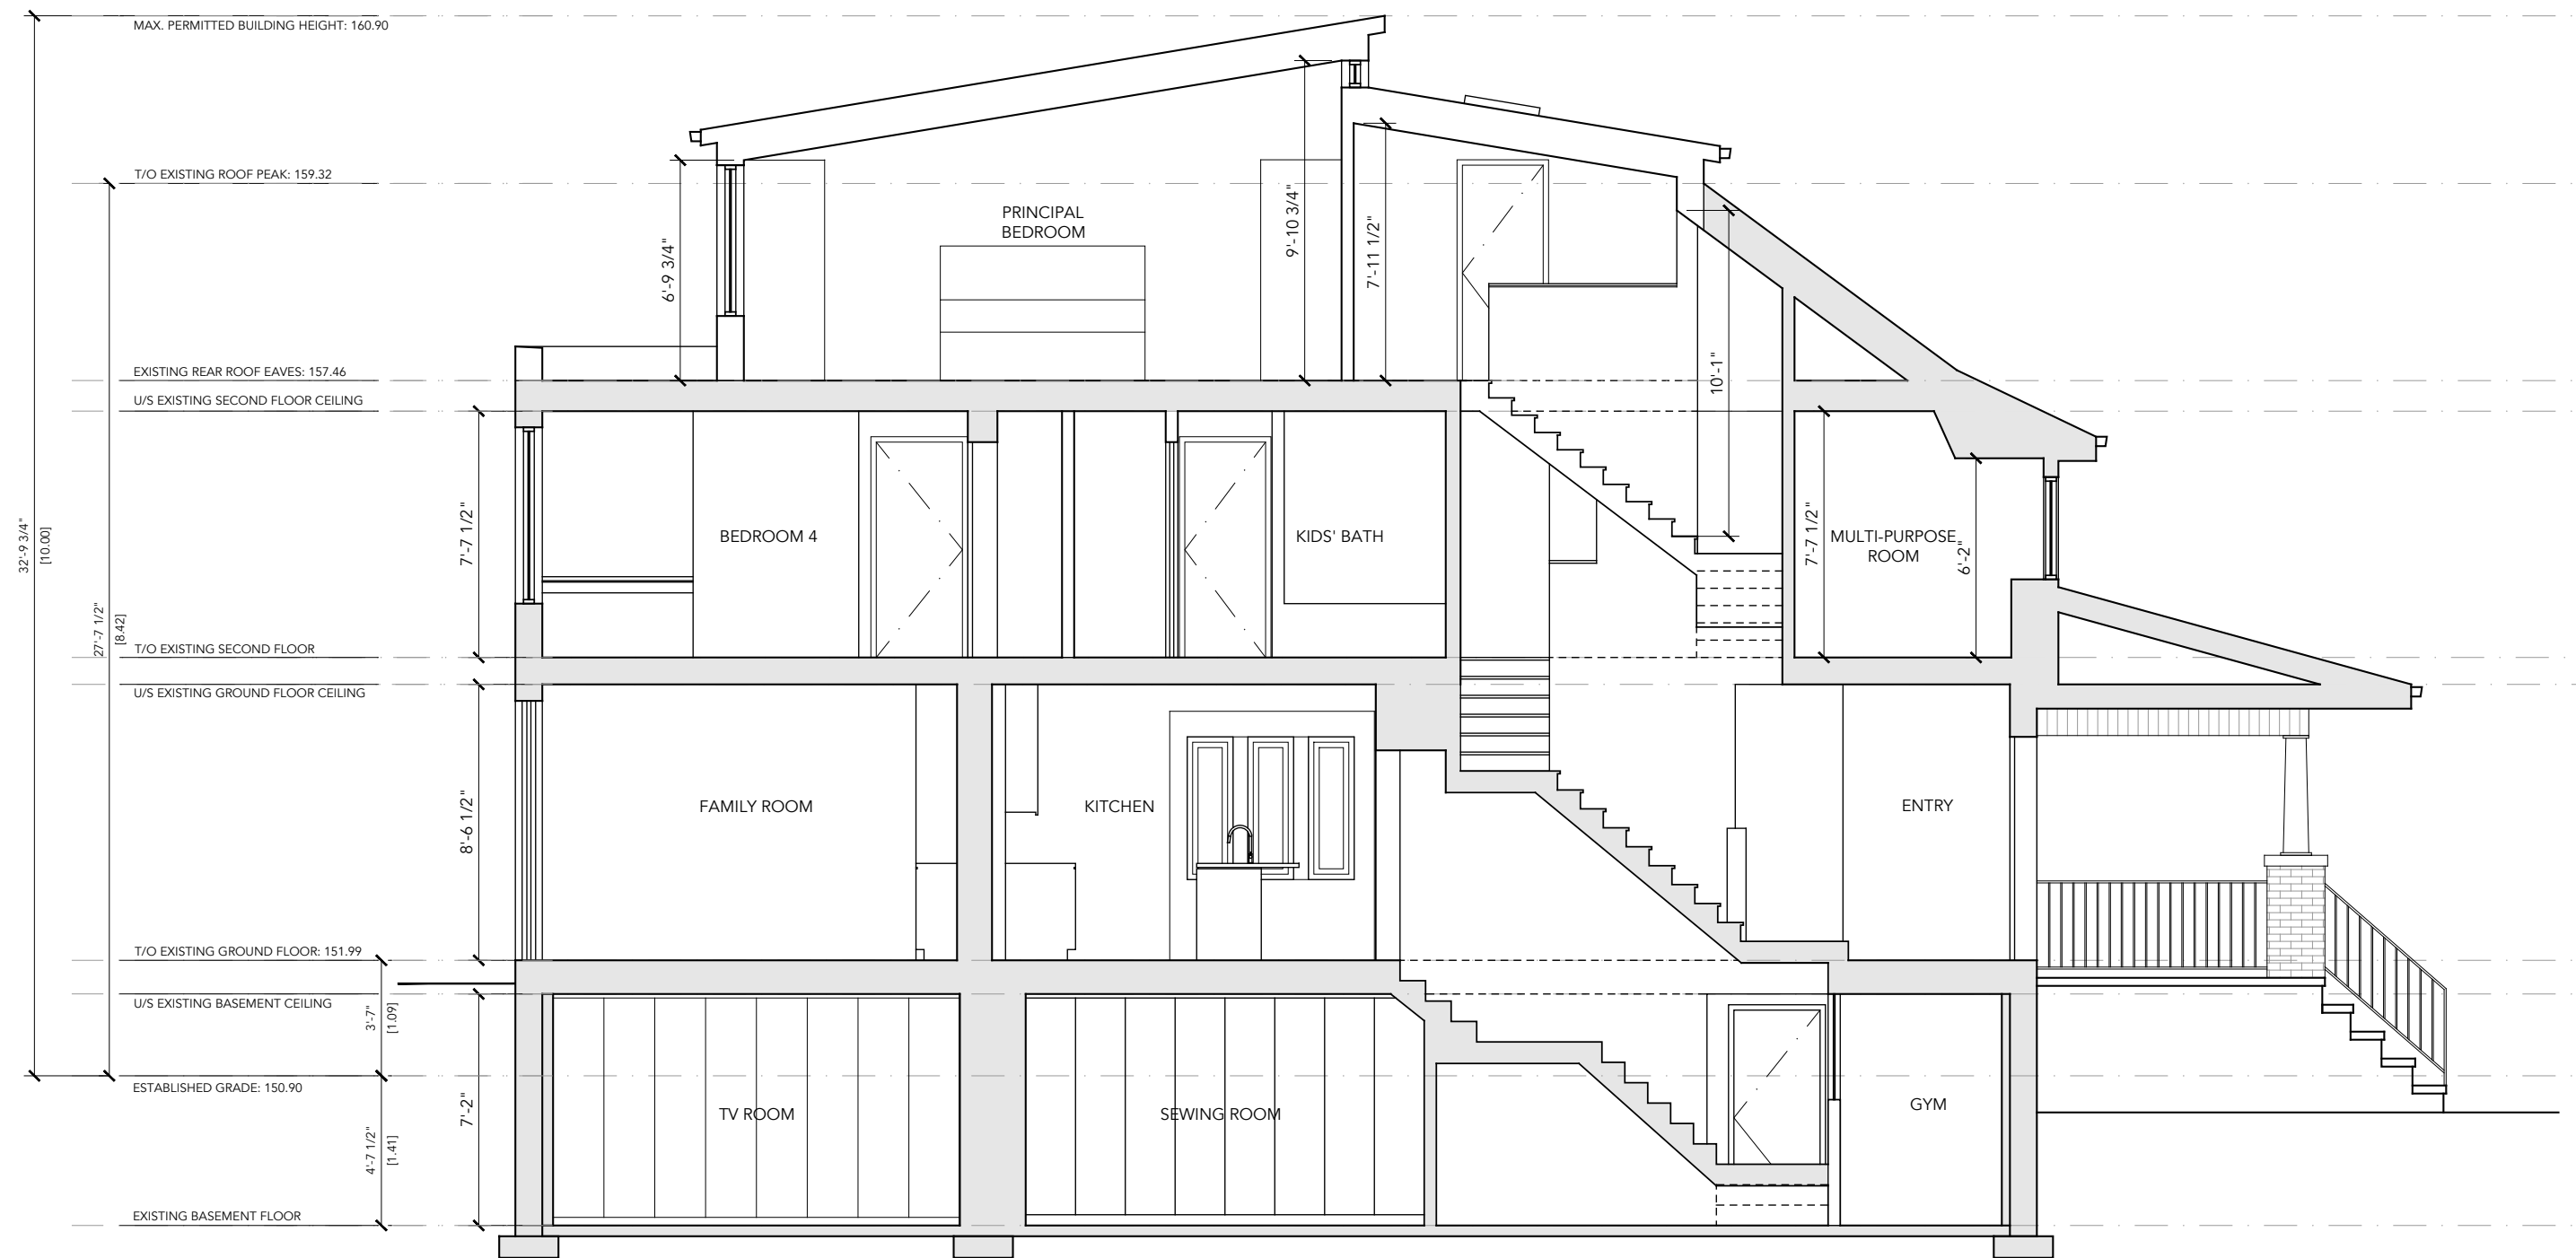 MAX. PERMITTED BUILDING HEIGHT: 160.90
T/O EXISTING ROOF PEAK: 159.32
EXISTING REAR ROOF EAVES: 157.46
U/S EXISTING SECOND FLOOR CEILING
T/O EXISTING SECOND FLOOR
U/S EXISTING GROUND FLOOR CEILING
T/O EXISTING GROUND FLOOR: 151.99
U/S EXISTING BASEMENT CEILING
ESTABLISHED GRADE: 150.90
EXISTING BASEMENT FLOOR
32'-9 3/4"
[10.00]
27'-7 1/2"
[8.42]
3'-7"
[1.09]
4'-7 1/2"
[1.41]
6'-9 3/4"
PRINCIPAL
BEDROOM
9'-10 3/4"
7'-11 1/2"
10'-1"
7'-7 1/2"
BEDROOM 4
KIDS' BATH
7'-7 1/2"
MULTI-PURPOSE
ROOM
6'-2"
8'-6 1/2"
FAMILY ROOM
KITCHEN
ENTRY
7'-2"
TV ROOM
SEWING ROOM
GYM